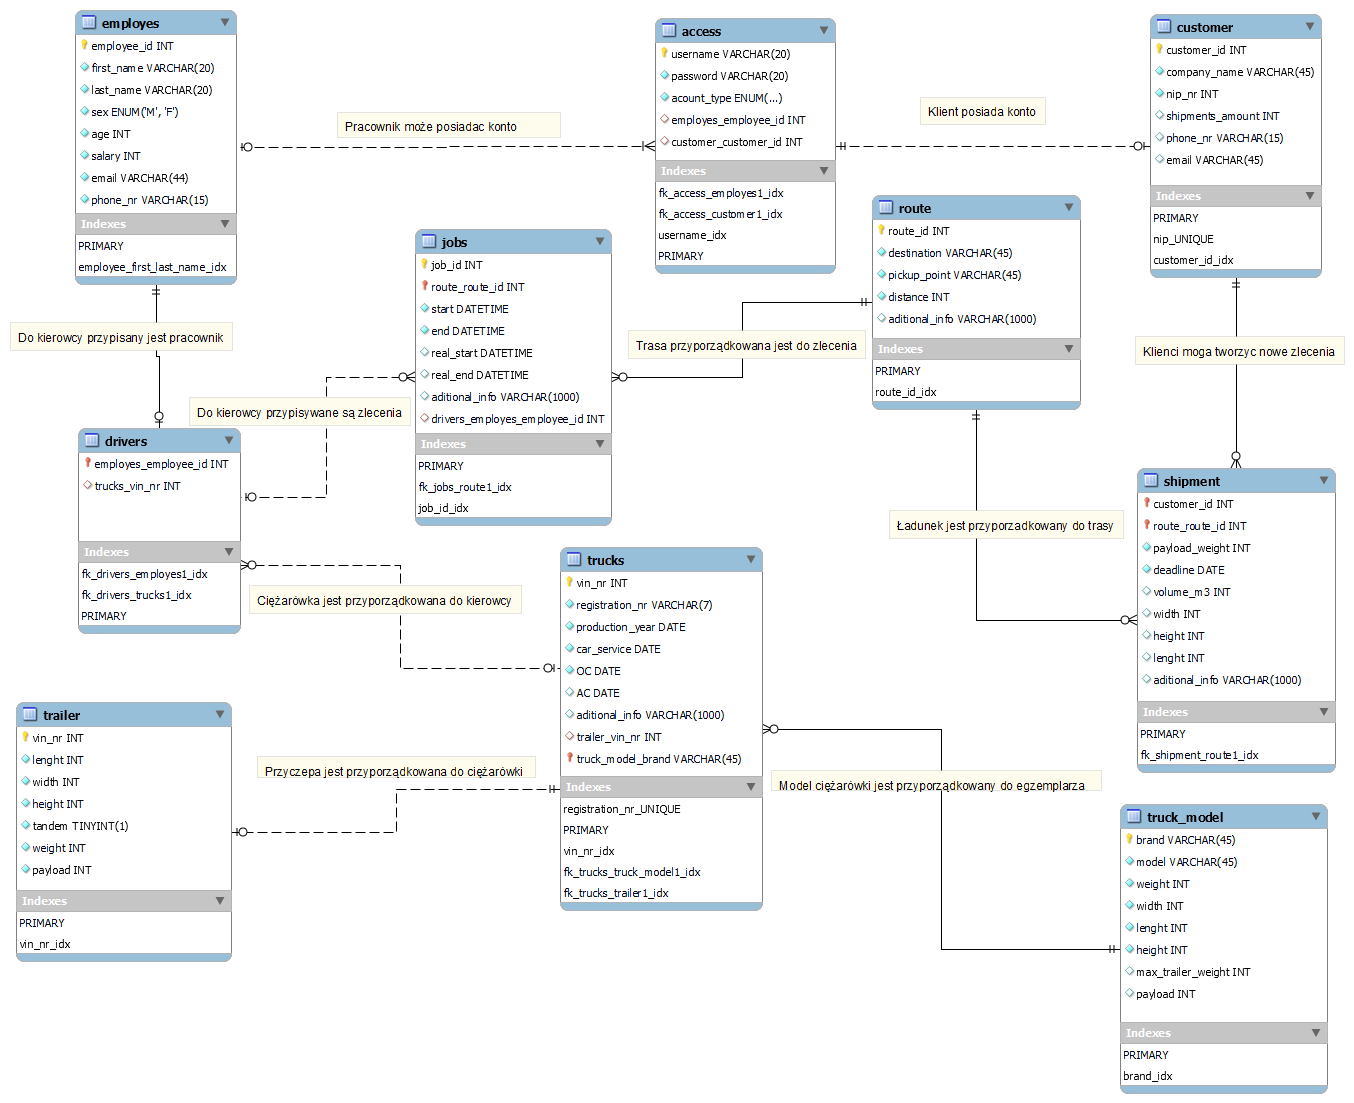 employes
employee_id INT
first_name VARCHAR(20)
last_name VARCHAR(20)
sex ENUM('M', 'F')
age INT
salary INT
email VARCHAR(44)
phone_nr VARCHAR(15)
Indexes
PRIMARY
employee_first_last_name_idx
Pracownik może posiadac konto
access
username VARCHAR(20)
password VARCHAR(20)
acount_type ENUM(...)
employes_employee_id INT
customer_customer_id INT
Indexes
fk_access_employes1_idx
fk_access_customer1_idx
username_idx
PRIMARY
Klient posiada konto
customer
customer_id INT
company_name VARCHAR(45)
nip_nr INT
shipments_amount INT
phone_nr VARCHAR(15)
email VARCHAR(45)
Indexes
PRIMARY
nip_UNIQUE
customer_id_idx
jobs
job_id INT
route_route_id INT
start DATETIME
end DATETIME
real_start DATETIME
real_end DATETIME
aditional_info VARCHAR(1000)
drivers_employes_employee_id INT
Indexes
PRIMARY
fk_jobs_route1_idx
job_id_idx
route
route_id INT
destination VARCHAR(45)
pickup_point VARCHAR(45)
distance INT
aditional_info VARCHAR(1000)
Indexes
PRIMARY
route_id_idx
Do kierowcy przypisany jest pracownik
Trasa przyporządkowana jest do zlecenia
Klienci moga tworzyc nowe zlecenia
Do kierowcy przypisywane są zlecenia
drivers
employes_employee_id INT
trucks_vin_nr INT
Indexes
fk_drivers_employes1_idx
fk_drivers_trucks1_idx
PRIMARY
Ciężarówka jest przyporządkowana do kierowcy
Ładunek jest przyporzadkowany do trasy
shipment
customer_id INT
route_route_id INT
payload_weight INT
deadline DATE
volume_m3 INT
width INT
height INT
lenght INT
aditional_info VARCHAR(1000)
Indexes
PRIMARY
fk_shipment_route1_idx
trucks
vin_nr INT
registration_nr VARCHAR(7)
production_year DATE
car_service DATE
OC DATE
AC DATE
aditional_info VARCHAR(1000)
trailer_vin_nr INT
truck_model_brand VARCHAR(45)
Indexes
registration_nr_UNIQUE
PRIMARY
vin_nr_idx
fk_trucks_truck_model1_idx
fk_trucks_trailer1_idx
trailer
vin_nr INT
lenght INT
width INT
height INT
tandem TINYINT(1)
weight INT
payload INT
Indexes
PRIMARY
vin_nr_idx
Przyczepa jest przyporządkowana do ciężarówki
Model ciężarówki jest przyporządkowany do egzemplarza
truck_model
brand VARCHAR(45)
model VARCHAR(45)
weight INT
width INT
lenght INT
height INT
max_trailer_weight INT
payload INT
Indexes
PRIMARY
brand_idx